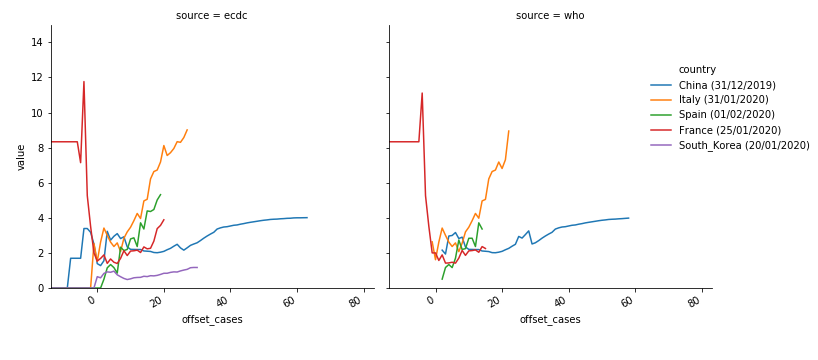 source = ecdc
source = who
value
14
12
10
8
6
4
2
0
0
20
40
60
80
offset_cases
0
20
40
60
80
offset_cases
country
China (31/12/2019)
Italy (31/01/2020)
Spain (01/02/2020)
France (25/01/2020)
South_Korea (20/01/2020)